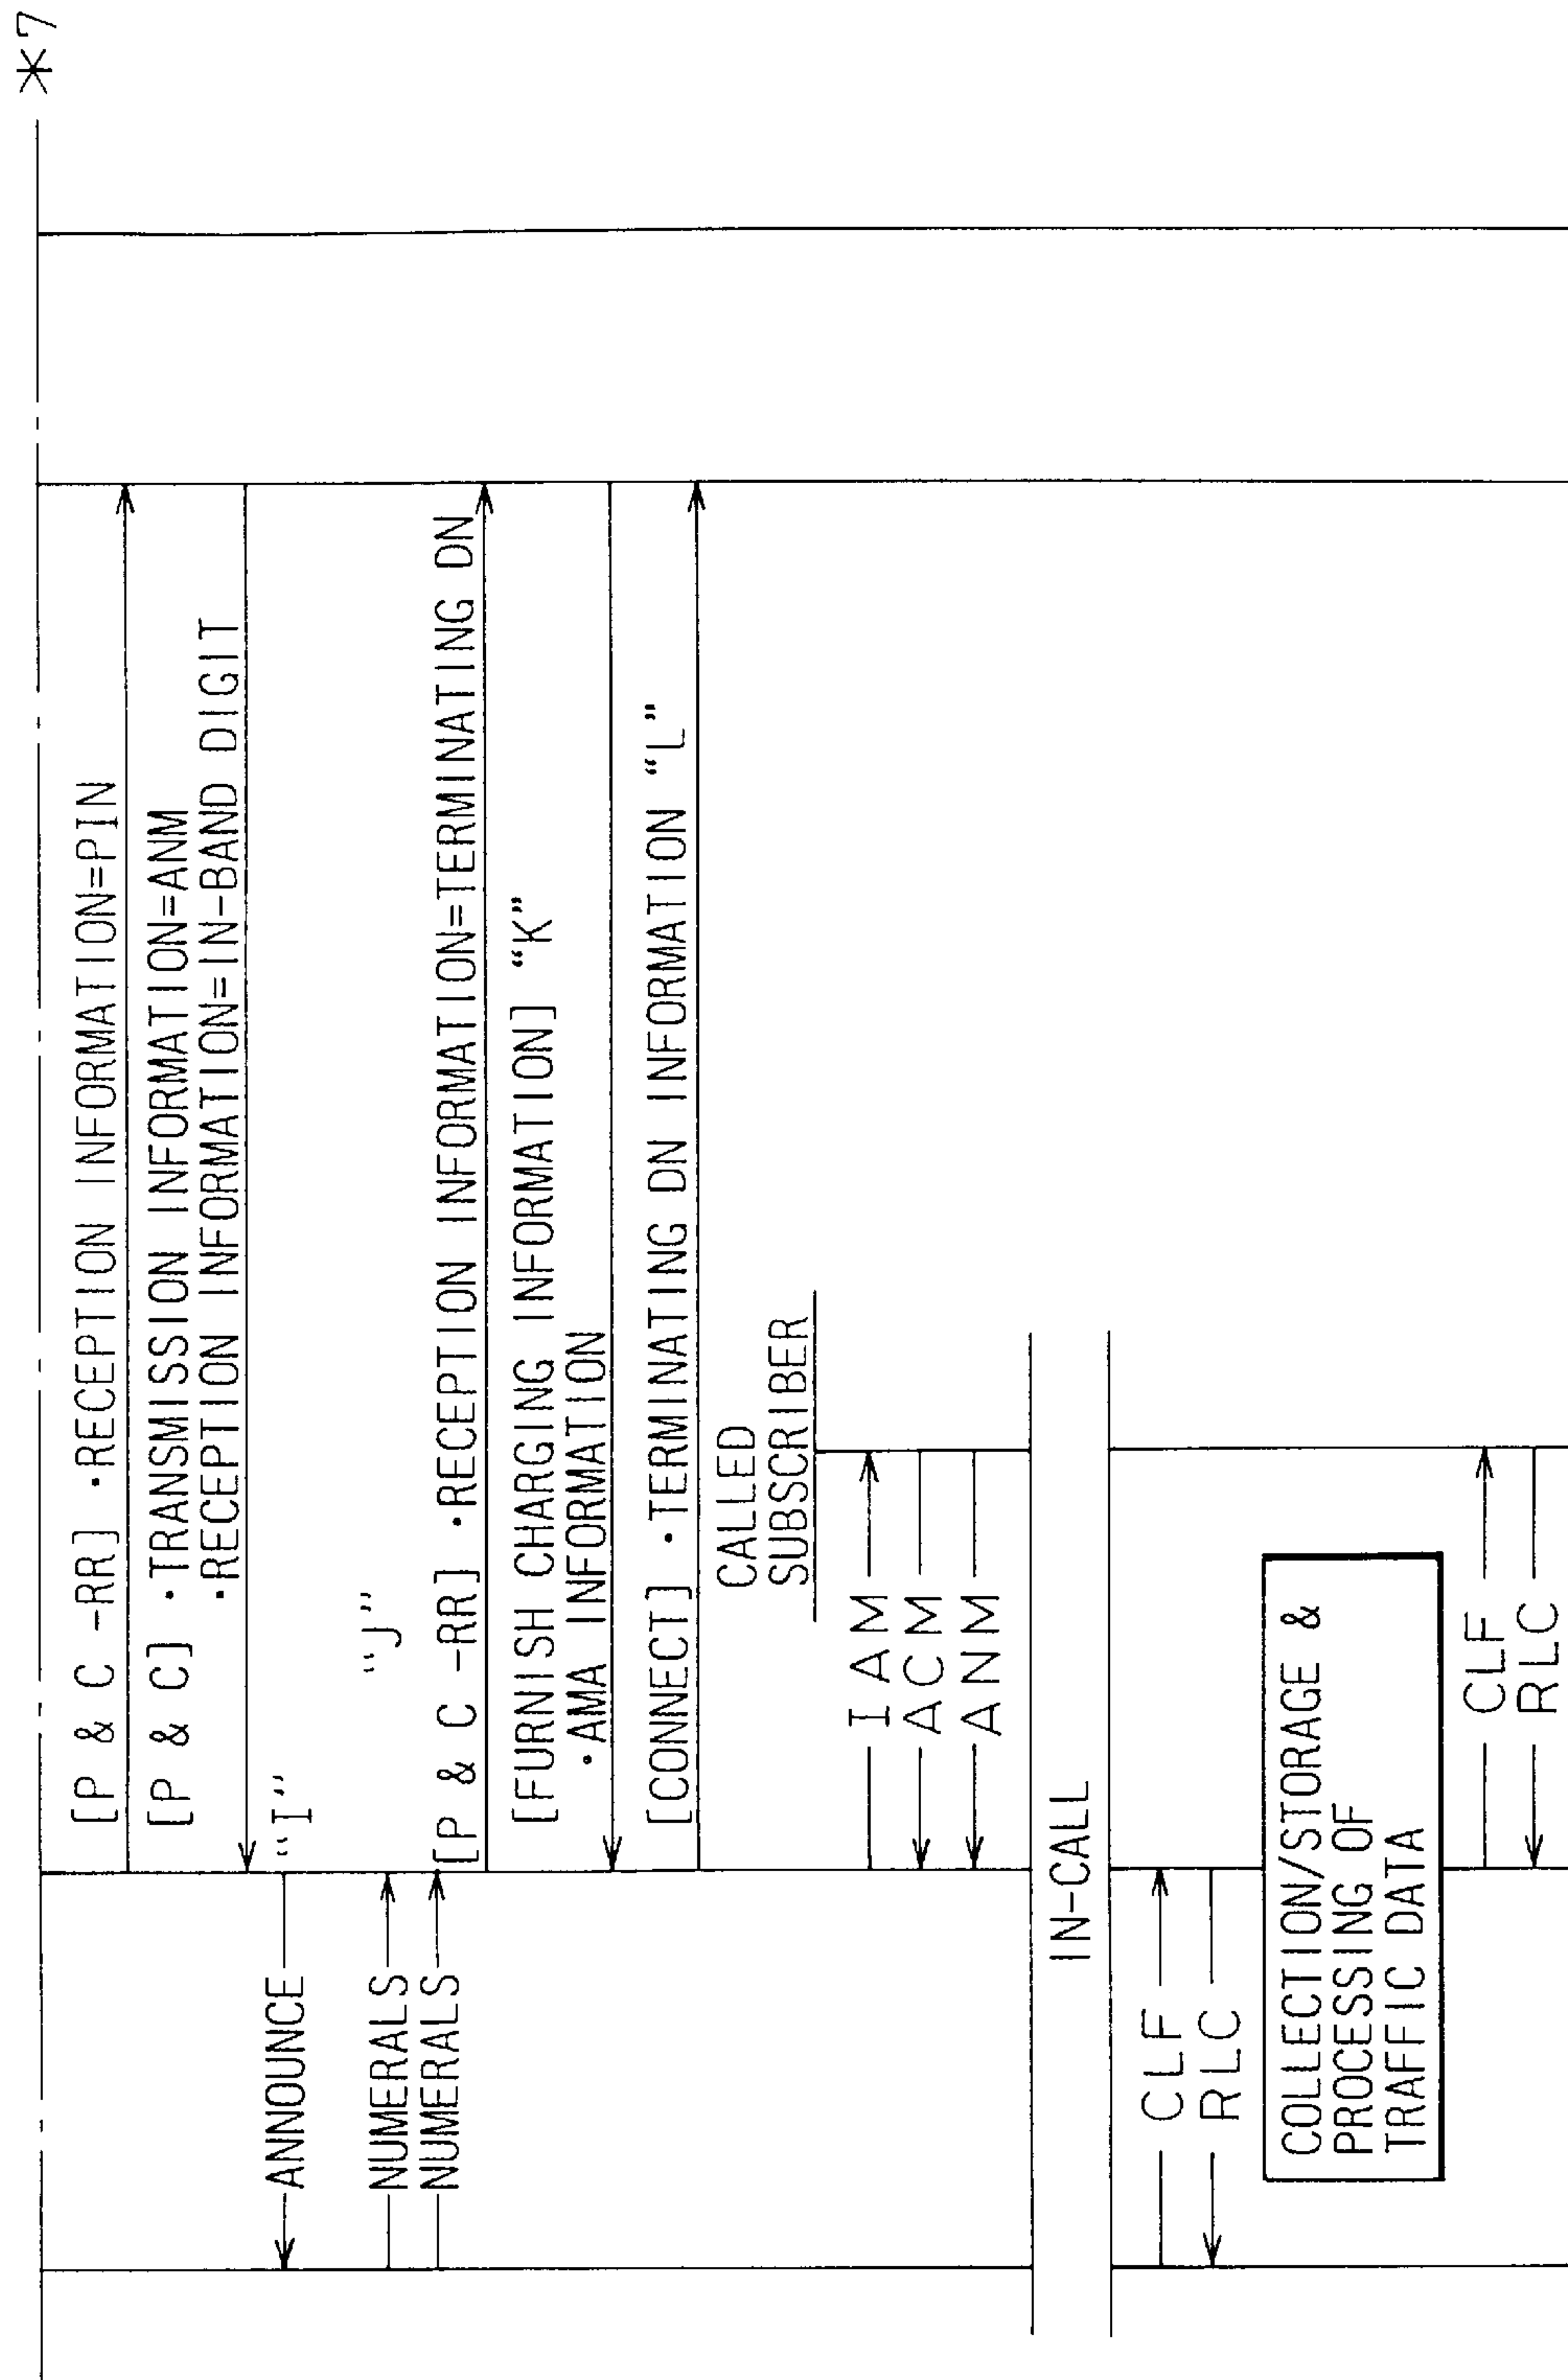 *7
[P & C -RR] ・RECEPTION INFORMATION=PIN
[P & C] ・TRANSMISSION INFORMATION=ANM
・RECEPTION INFORMATION=IN-BAND DIGIT
"I"
ANNOUNCE
"J"
NUMERALS
NUMERALS
[P & C -RR] ・RECEPTION INFORMATION=TERMINATING DN
[FURNISH CHARGING INFORMATION] "K"
・AMA INFORMATION
[CONNECT] ・TERMINATING DN INFORMATION "L"
CALLED
SUBSCRIBER
IAM
ACM
ANM
IN-CALL
CLF
RLC
COLLECTION/STORAGE &
PROCESSING OF
TRAFFIC DATA
CLF
RLC